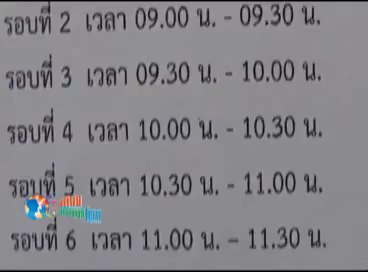 รอบที่ 2 เวลา 09.00 น. - 09.30 น.
รอบที่ 3 เวลา 09.30 น. - 10.00 น.
รอบที่ 4 เวลา 10.00 น. - 10.30 น.
รอบที่ 5 เวลา 10.30 น. - 11.00 น.
รอบที่ 6 เวลา 11.00 น. – 11.30 น.